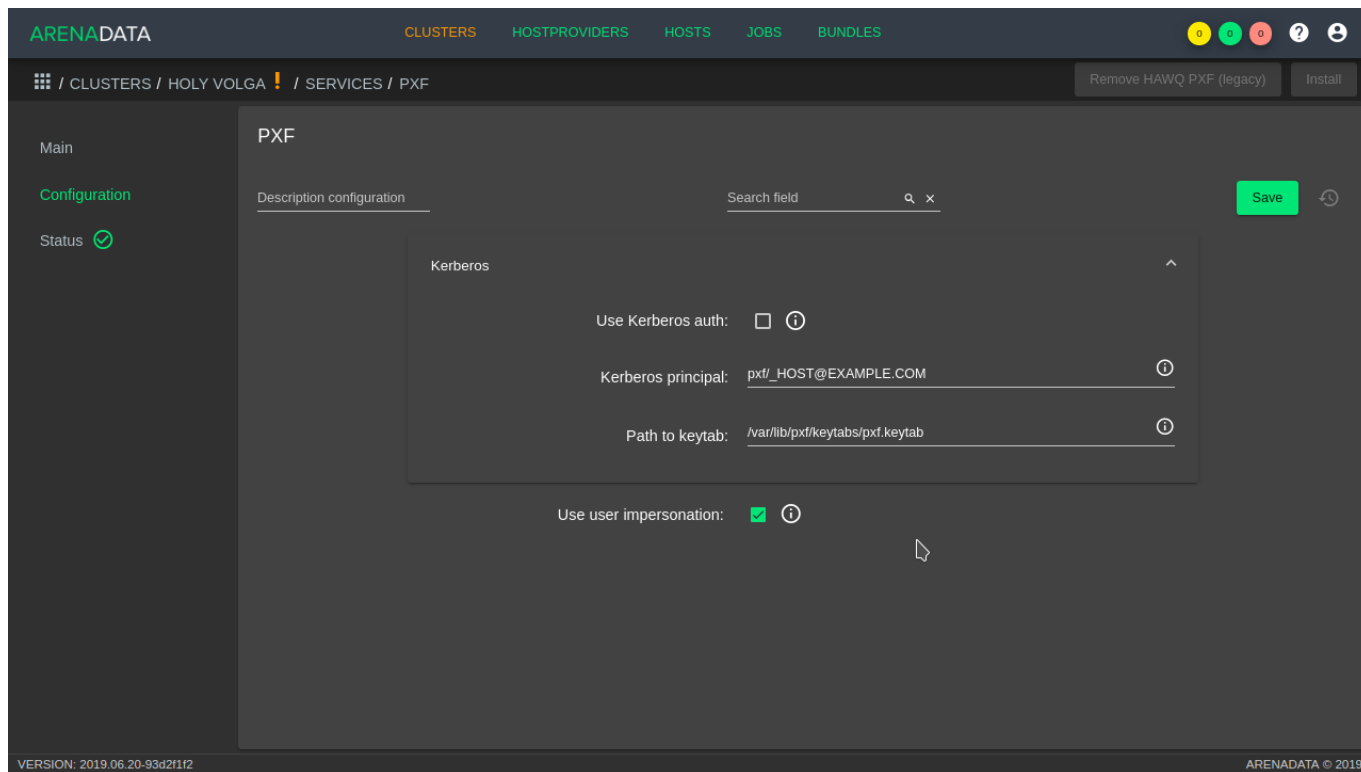 ARENADATA CLUSTERS HOSTPROVIDERS HOSTS JOBS BUNDLES 0 0 0
/ CLUSTERS / HOLY VOLGA ! / SERVICES / PXF Remove HAWQ PXF (legacy) Install
Main
Configuration
Status
PXF
Description configuration Search field Save
Kerberos
Use Kerberos auth:
Kerberos principal: pxf/_HOST@EXAMPLE.COM
Path to keytab: /var/lib/pxf/keytabs/pxf.keytab
Use user impersonation:
VERSION: 2019.06.20-93d2f1f2 ARENADATA © 2019